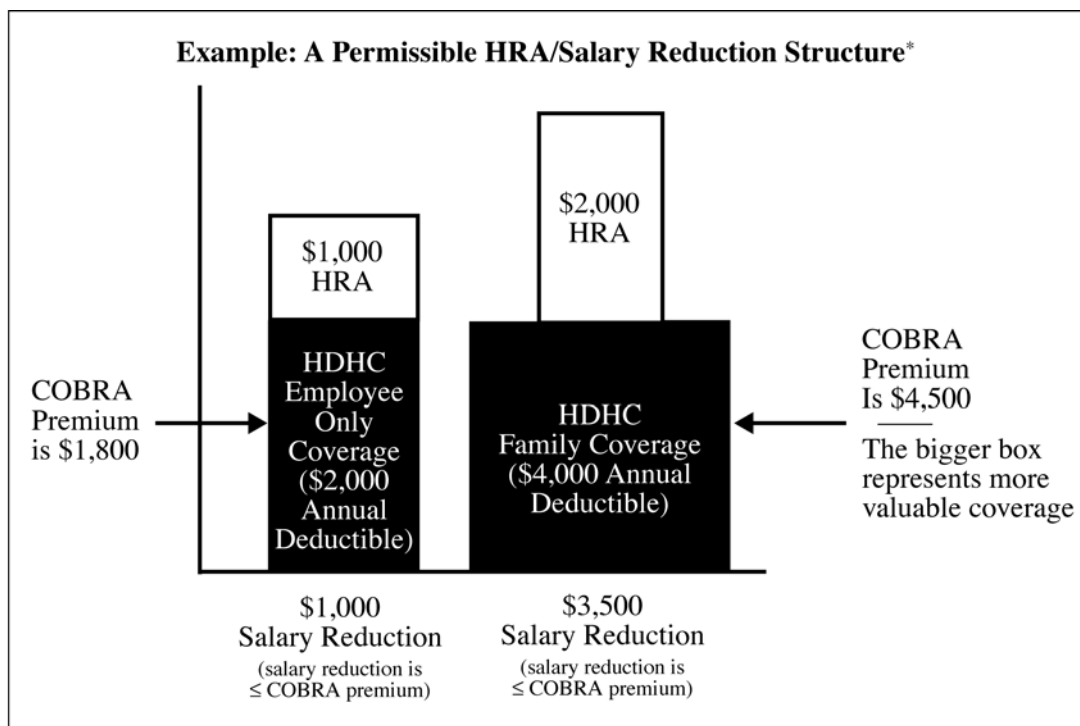 Example: A Permissible HRA/Salary Reduction Structure*
$1,000
HRA
$2,000
HRA
COBRA
Premium
is $1,800
HDHC
Employee
Only
Coverage
($2,000
Annual
Deductible)
HDHC
Family Coverage
($4,000 Annual
Deductible)
COBRA
Premium
Is $4,500
The bigger box
represents more
valuable coverage
$1,000
Salary Reduction
(salary reduction is
≤ COBRA premium)
$3,500
Salary Reduction
(salary reduction is
≤ COBRA premium)